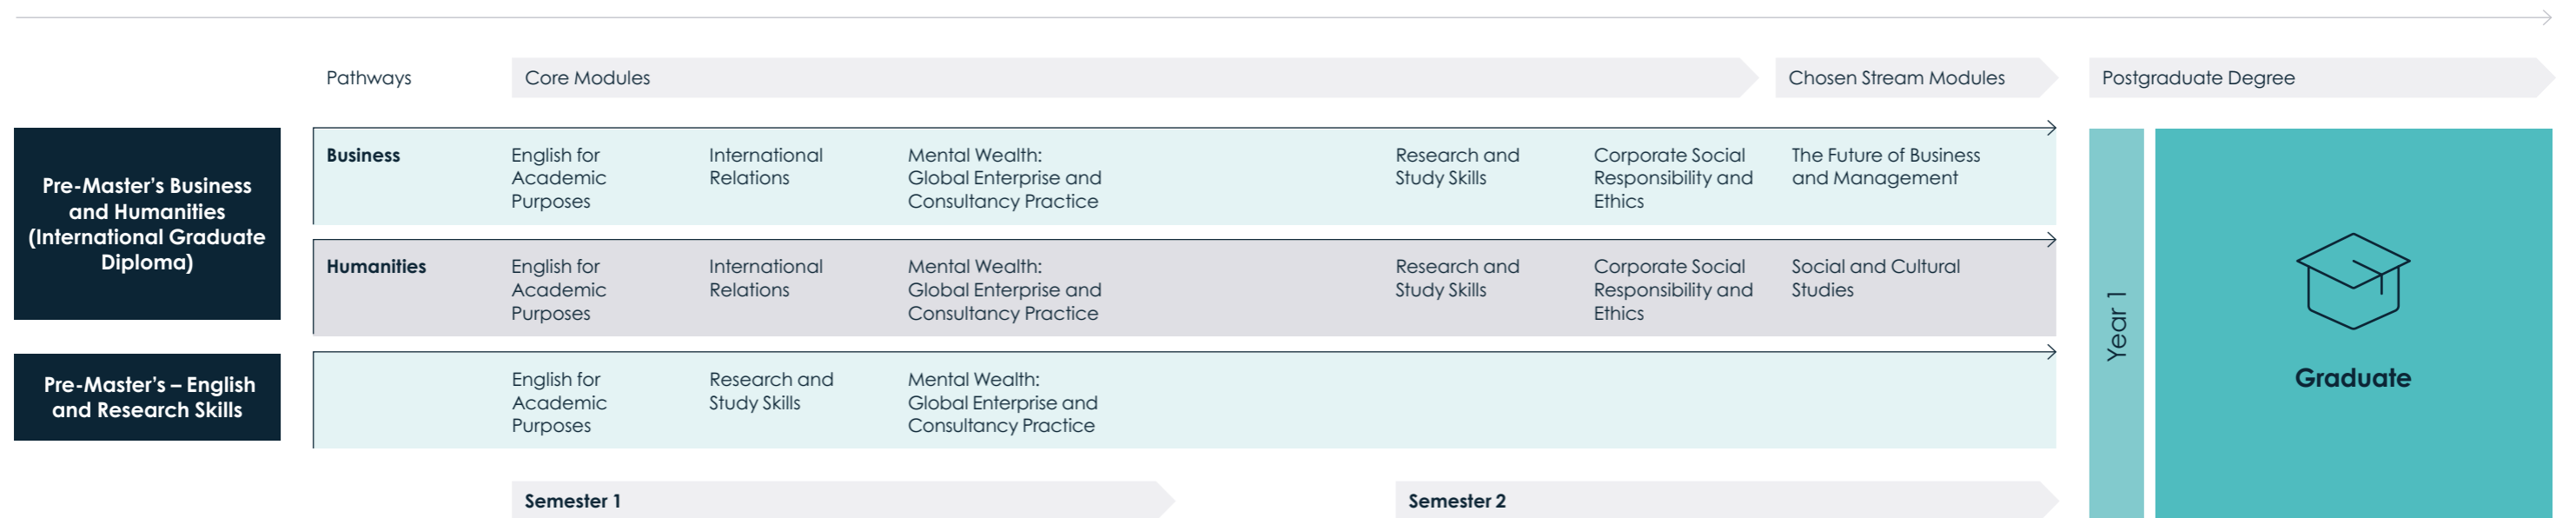 Pathways
Core Modules
Chosen Stream Modules
Postgraduate Degree
Pre-Master’s Business
and Humanities
(International Graduate
Diploma)
Business
English for
Academic
Purposes
International
Relations
Mental Wealth:
Global Enterprise and
Consultancy Practice
Research and
Study Skills
Corporate Social
Responsibility and
Ethics
The Future of Business
and Management
Humanities
English for
Academic
Purposes
International
Relations
Mental Wealth:
Global Enterprise and
Consultancy Practice
Research and
Study Skills
Corporate Social
Responsibility and
Ethics
Social and Cultural
Studies
Pre-Master’s – English
and Research Skills
English for
Academic
Purposes
Research and
Study Skills
Mental Wealth:
Global Enterprise and
Consultancy Practice
Year 1
Graduate
Semester 1
Semester 2